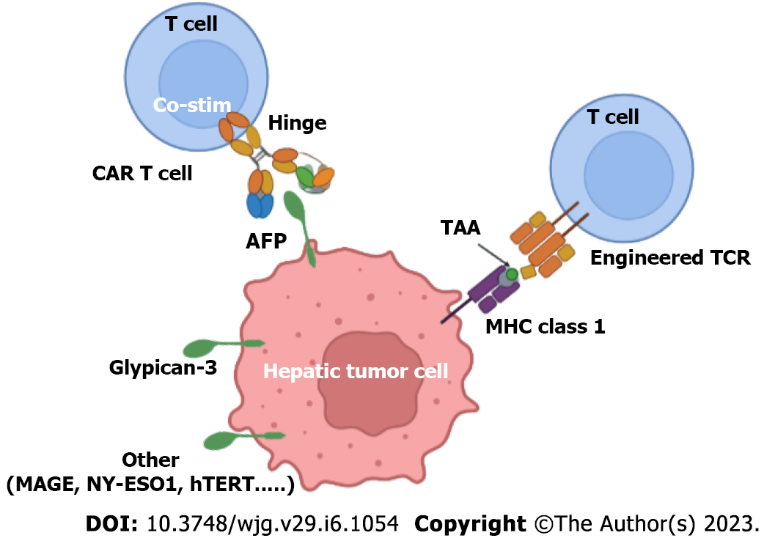 T cell
Co-stim
Hinge
CAR T cell
AFP
T cell
TAA
Engineered TCR
MHC class 1
Glypican-3
Hepatic tumor cell
Other
(MAGE, NY-ESO1, hTERT.....)
DOI: 10.3748/wjg.v29.i6.1054 Copyright ©The Author(s) 2023.